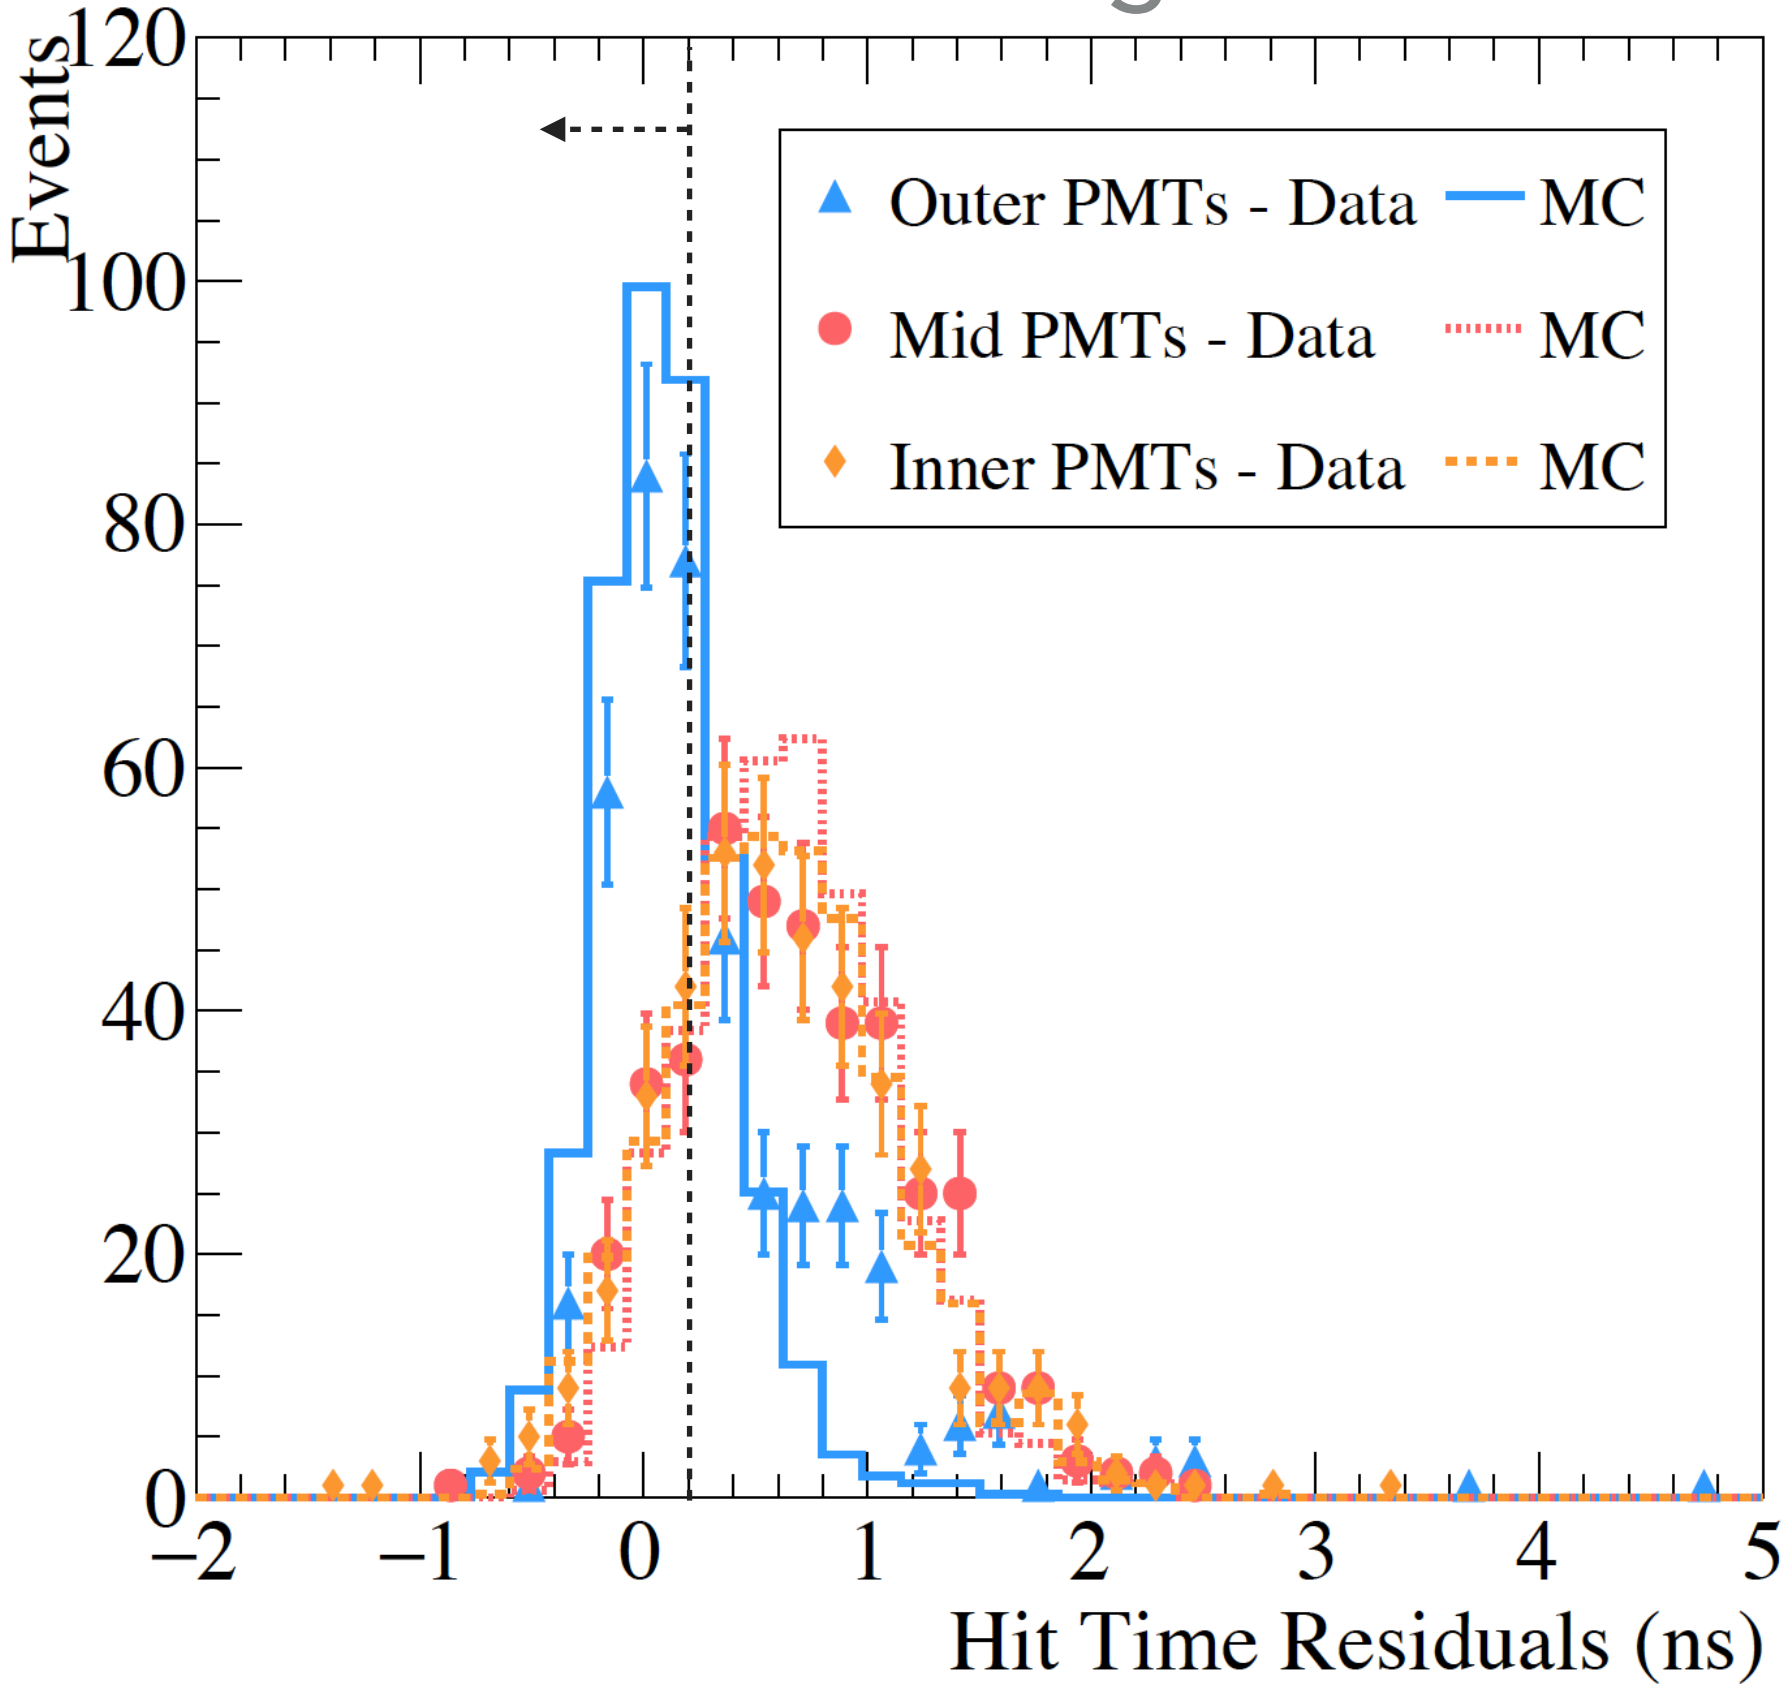 Events
120
100
80
60
40
20
0
Outer PMTs - Data MC
Mid PMTs - Data MC
Inner PMTs - Data MC
−2 −1 0 1 2 3 4 5
Hit Time Residuals (ns)